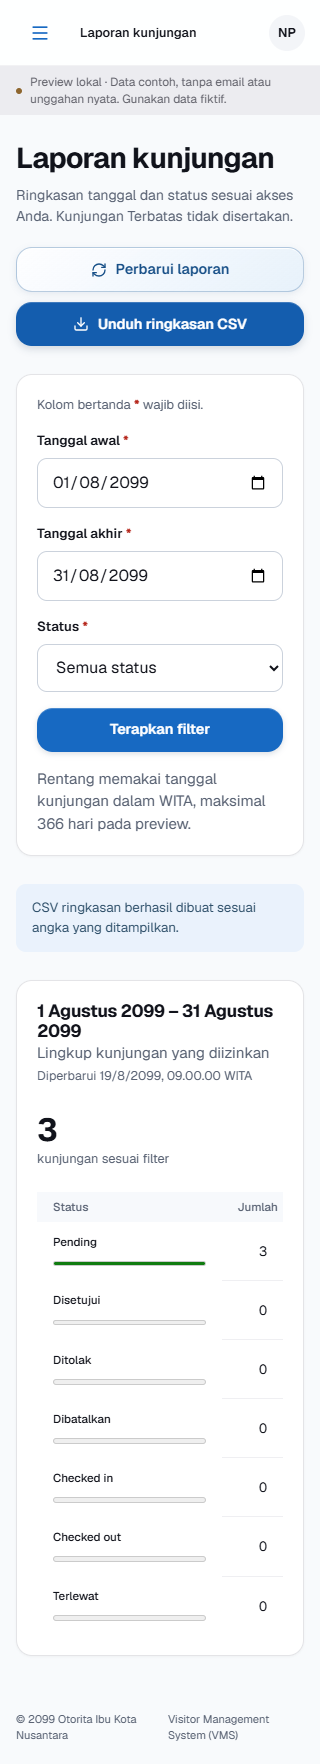 Laporan kunjungan
NP
Preview lokal · Data contoh, tanpa email atau
unggahan nyata. Gunakan data fiktif.
Laporan kunjungan
Ringkasan tanggal dan status sesuai akses
Anda. Kunjungan Terbatas tidak disertakan.
Perbarui laporan
Unduh ringkasan CSV
Kolom bertanda * wajib diisi.
Tanggal awal *
01/08/2099
Tanggal akhir *
31/08/2099
Status *
Semua status
Terapkan filter
Rentang memakai tanggal
kunjungan dalam WITA, maksimal
366 hari pada preview.
CSV ringkasan berhasil dibuat sesuai
angka yang ditampilkan.
1 Agustus 2099 – 31 Agustus
2099
Lingkup kunjungan yang diizinkan
Diperbarui 19/8/2099, 09.00.00 WITA
3
kunjungan sesuai filter
Status Jumlah
Pending 3
Disetujui 0
Ditolak 0
Dibatalkan 0
Checked in 0
Checked out 0
Terlewat 0
© 2099 Otorita Ibu Kota
Nusantara
Visitor Management
System (VMS)